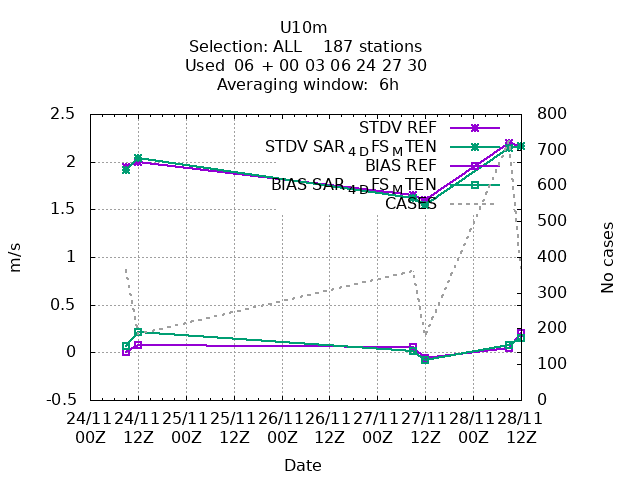 U10m
Selection: ALL 187 stations
Used 06 + 00 03 06 24 27 30
Averaging window: 6h
STDV REF
STDV SAR4DFSMTEN
BIAS REF
BIAS SAR4DFSMTEN
CASES
2.5
2
1.5
1
0.5
0
-0.5
m/s
800
700
600
500
400
300
200
100
0
No cases
24/11 24/11 25/11 25/11 26/11 26/11 27/11 27/11 28/11 28/11
00Z 12Z 00Z 12Z 00Z 12Z 00Z 12Z 00Z 12Z
Date